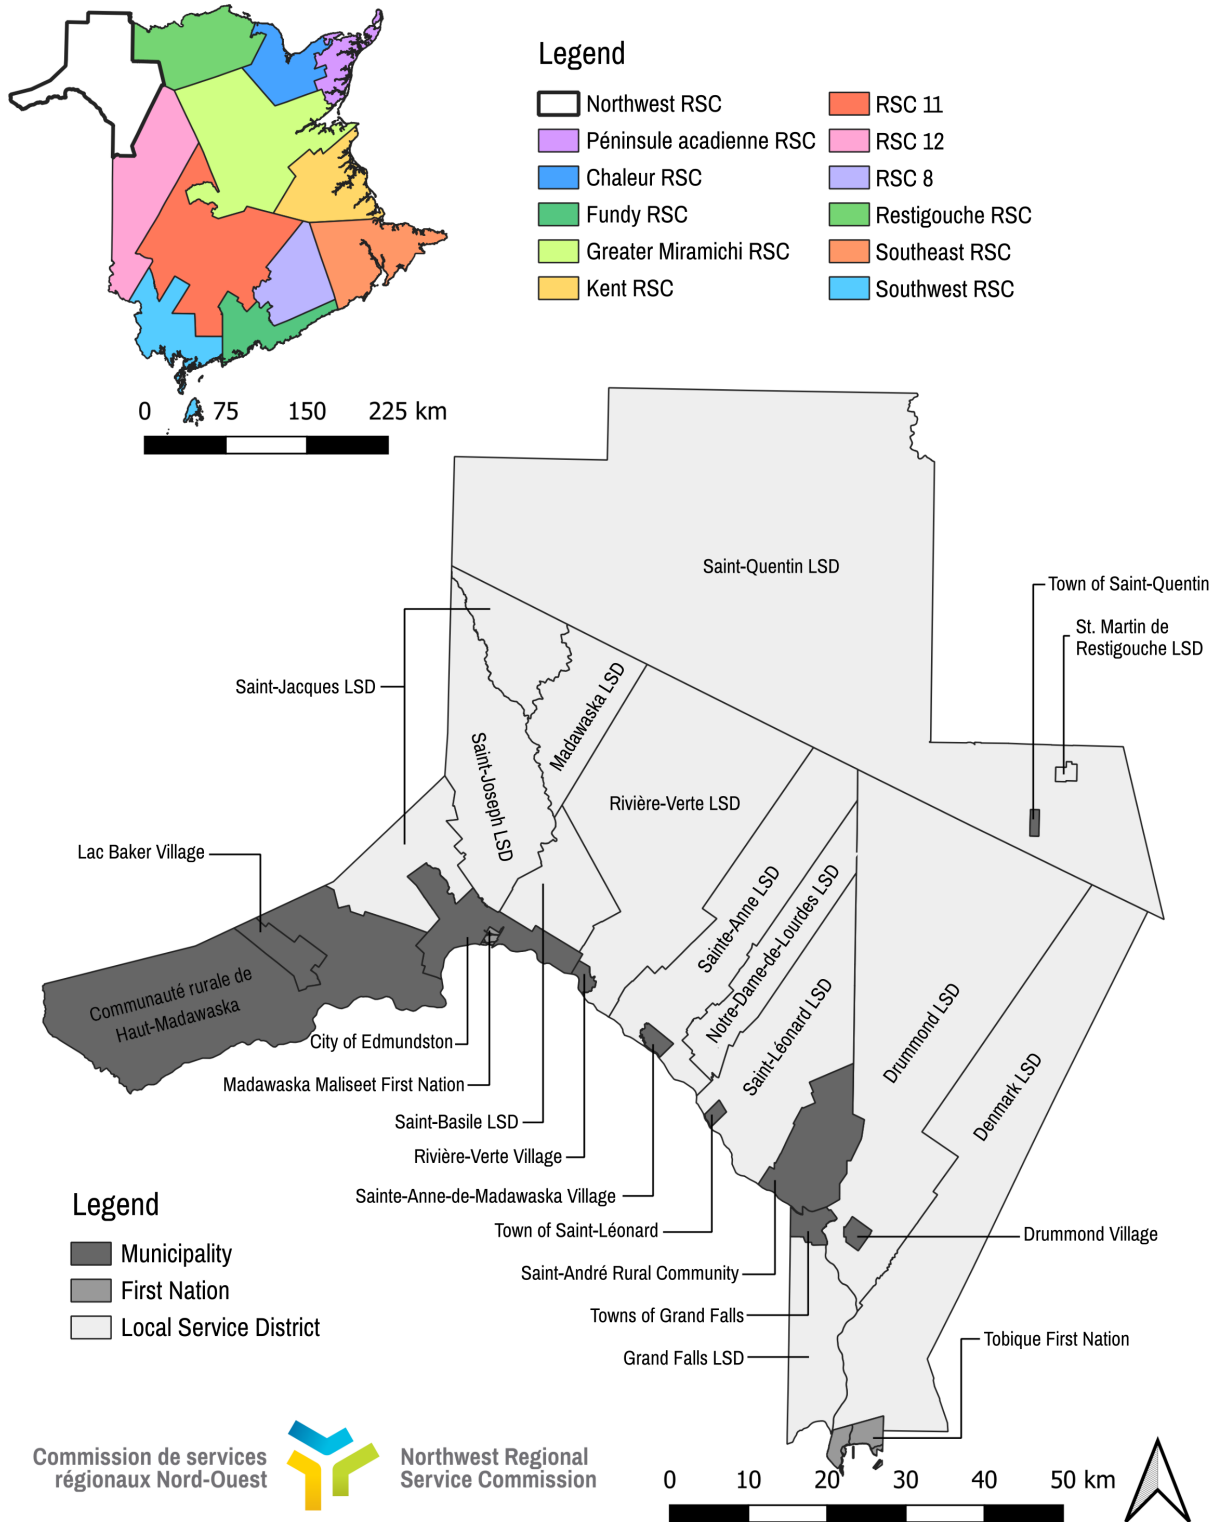 Legend
Northwest RSC
Péninsule acadienne RSC
Chaleur RSC
Fundy RSC
Greater Miramichi RSC
Kent RSC
RSC 11
RSC 12
RSC 8
Restigouche RSC
Southeast RSC
Southwest RSC
0 75 150 225 km
Saint-Quentin LSD
Town of Saint-Quentin
St. Martin de
Restigouche LSD
Saint-Jacques LSD
Madawaska LSD
Saint-Joseph LSD
Rivière-Verte LSD
Lac Baker Village
Sainte-Anne LSD
Notre-Dame-de-Lourdes LSD
Communauté rurale de
Haut-Madawaska
Saint-Léonard LSD
Drummond LSD
Denmark LSD
City of Edmundston
Madawaska Maliseet First Nation
Saint-Basile LSD
Rivière-Verte Village
Sainte-Anne-de-Madawaska Village
Town of Saint-Léonard
Drummond Village
Saint-André Rural Community
Towns of Grand Falls
Grand Falls LSD
Tobique First Nation
Legend
Municipality
First Nation
Local Service District
Commission de services
régionaux Nord-Ouest
Northwest Regional
Service Commission
0 10 20 30 40 50 km